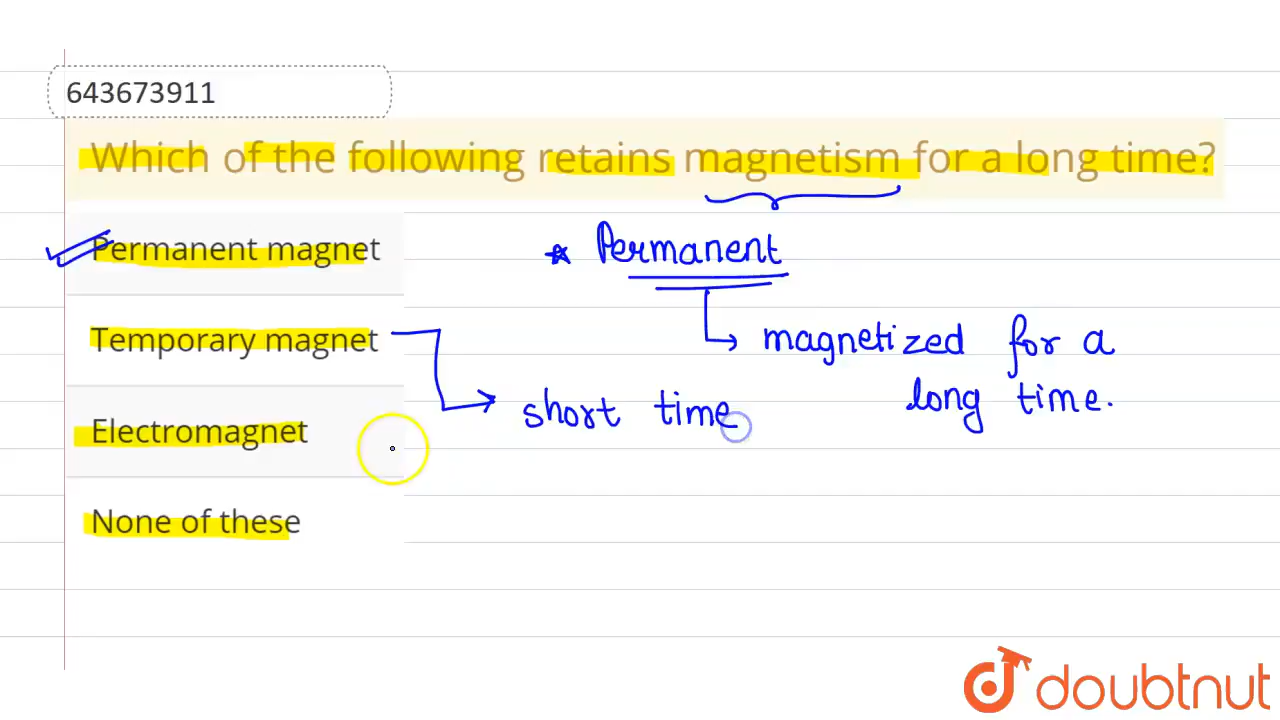 643673911
Which of the following retains magnetism for a long time?
Permanent magnet
* Permanent
Temporary magnet
magnetized for a
long time.
short time
Electromagnet
None of these
doubtnut